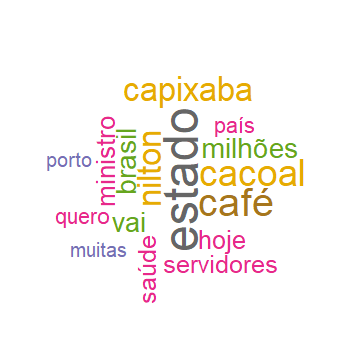 capixaba
estado
ministro
brasil
nilton
país
milhões
porto
cacoal
café
quero
vai
hoje
muitas
saúde
servidores